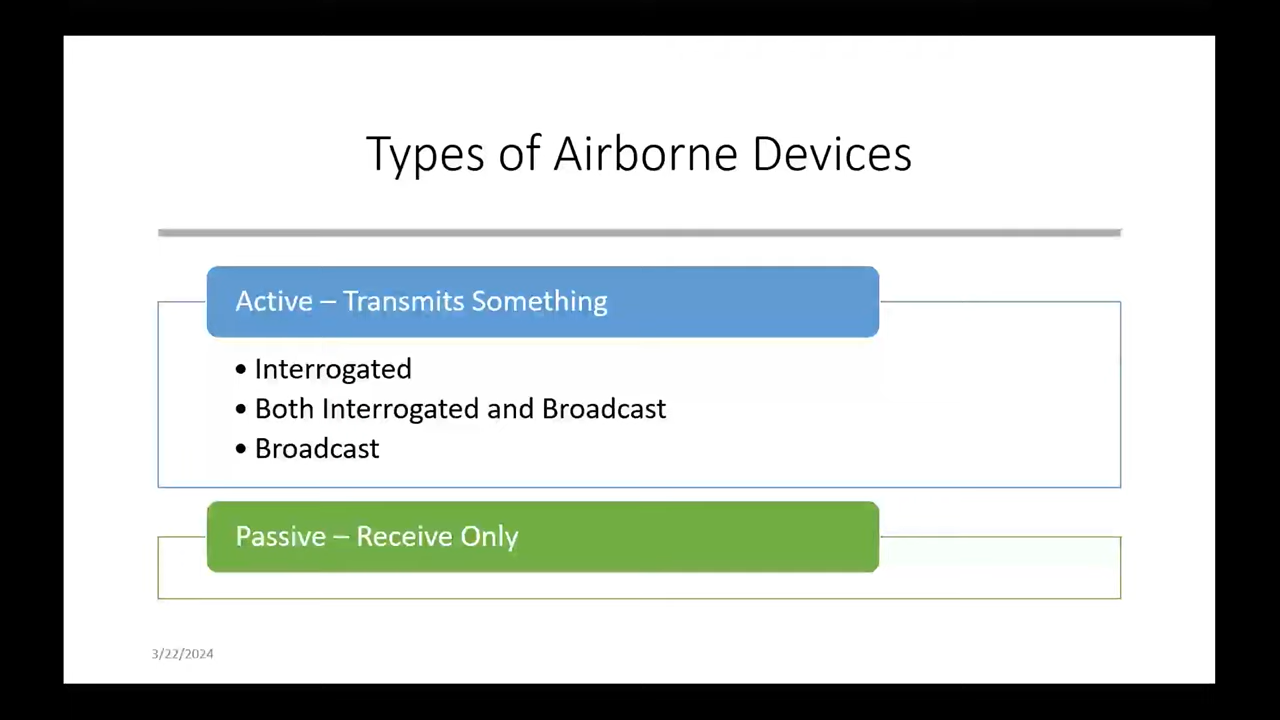 Types of Airborne Devices
Active – Transmits Something
• Interrogated
• Both Interrogated and Broadcast
• Broadcast
Passive – Receive Only
3/22/2024